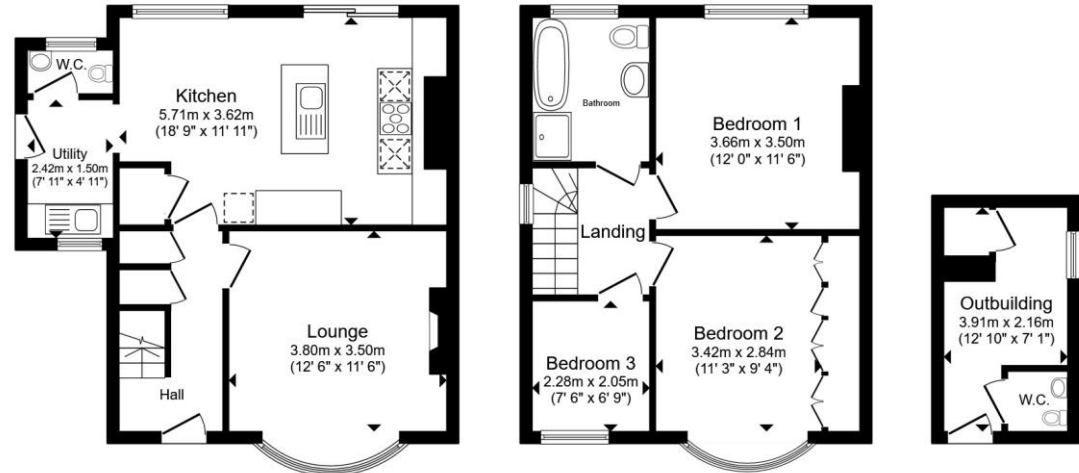 W.C.
Kitchen
5.71m x 3.62m
(18' 9" x 11' 11")
Utility
2.42m x 1.50m
(7' 11" x 4' 11")
Lounge
3.80m x 3.50m
(12' 6" x 11' 6")
Hall
Bathroom
Bedroom 1
3.66m x 3.50m
(12' 0" x 11' 6")
Landing
Bedroom 2
3.42m x 2.84m
(11' 3" x 9' 4")
Bedroom 3
2.28m x 2.05m
(7' 6" x 6' 9")
Outbuilding
3.91m x 2.16m
(12' 10" x 7' 1")
W.C.